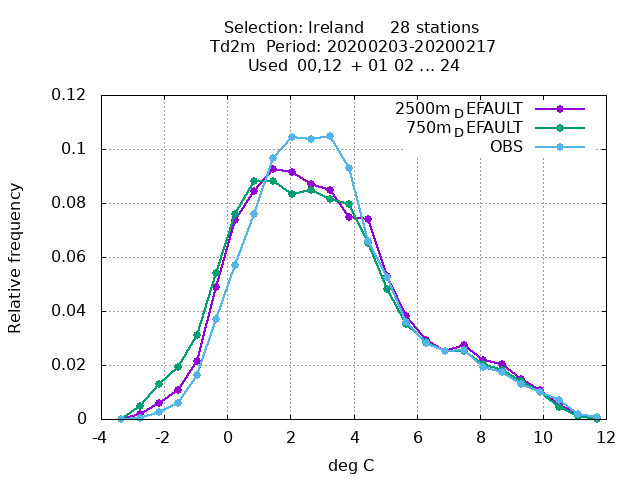 Selection: Ireland 28 stations
Td2m Period: 20200203-20200217
Used 00,12 + 01 02 ... 24
2500m_DEFAULT
750m_DEFAULT
OBS
Relative frequency
0.12
0.1
0.08
0.06
0.04
0.02
0
-4 -2 0 2 4 6 8 10 12
deg C